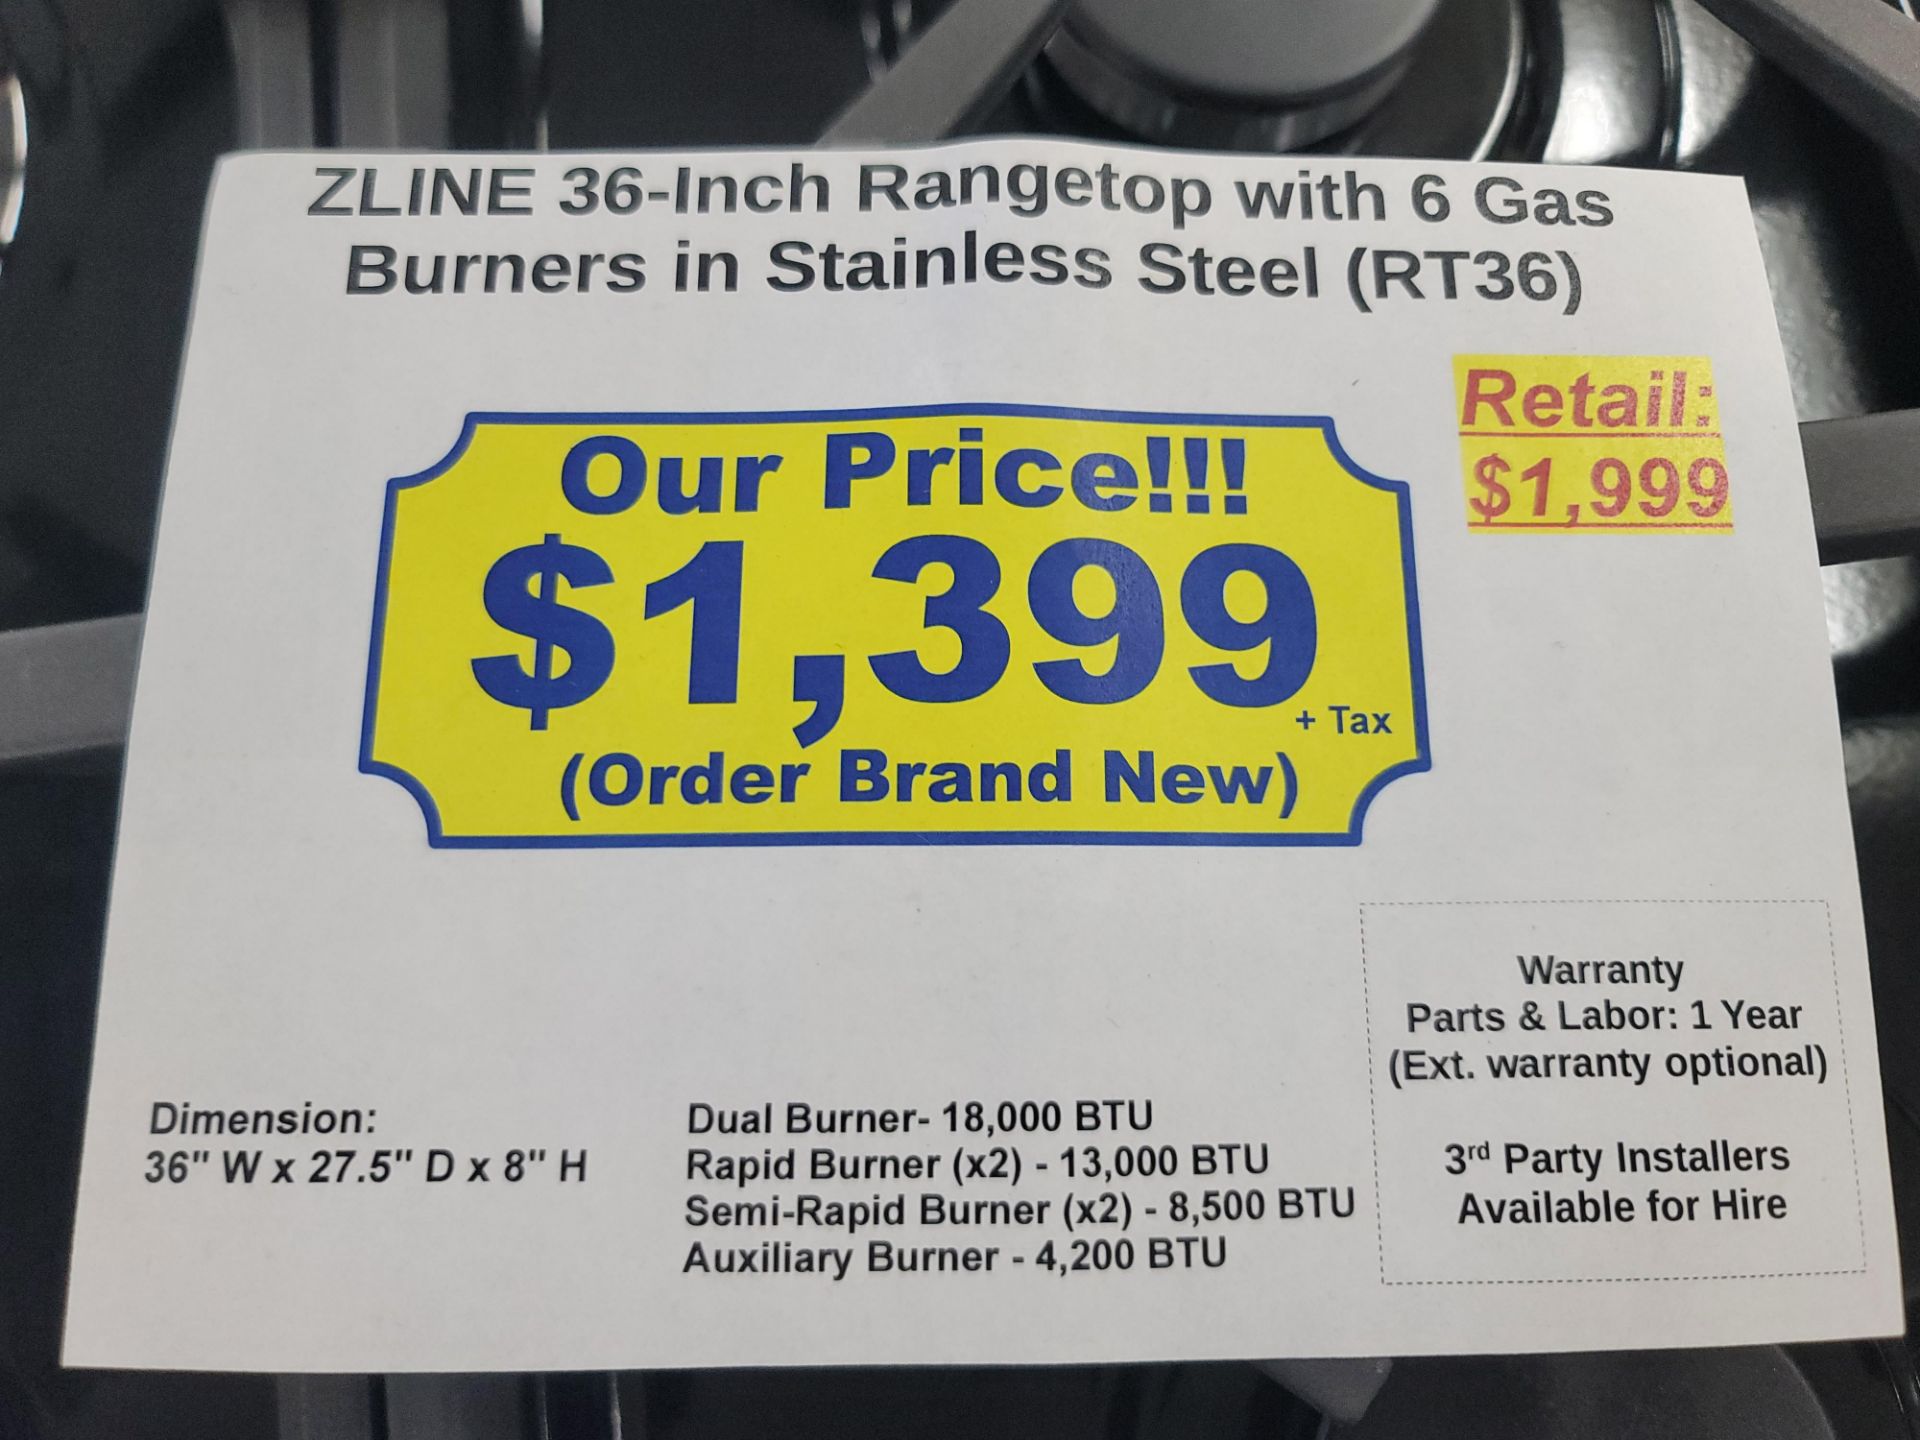 ZLINE 36-Inch Rangetop with 6 Gas
Burners in Stainless Steel (RT36)
Retail:
$1,999
Our Price!!!
$1,399
+ Tax
(Order Brand New)
Warranty
Parts & Labor: 1 Year
(Ext. warranty optional)
3rd Party Installers
Available for Hire
Dimension:
36" W x 27.5" D x 8" H
Dual Burner- 18,000 BTU
Rapid Burner (x2) - 13,000 BTU
Semi-Rapid Burner (x2) - 8,500 BTU
Auxiliary Burner - 4,200 BTU